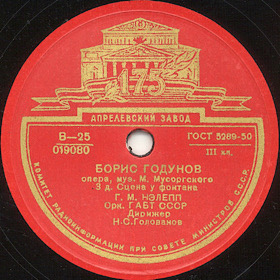 175
АПРЕЛЕВСКИЙ ЗАВОД
В—25
019080
ГОСТ 5289-50
III кл.
БОРИС ГОДУНОВ
опера, муз. М. Мусоргского
3 д. Сцена у фонтана
Г. М. НЭЛЕПП
Орк. ГАБТ СССР
Дирижер
Н.С.Голованов
КОМИТЕТ РАДИОИНФОРМАЦИИ ПРИ СОВЕТЕ МИНИСТРОВ СССР